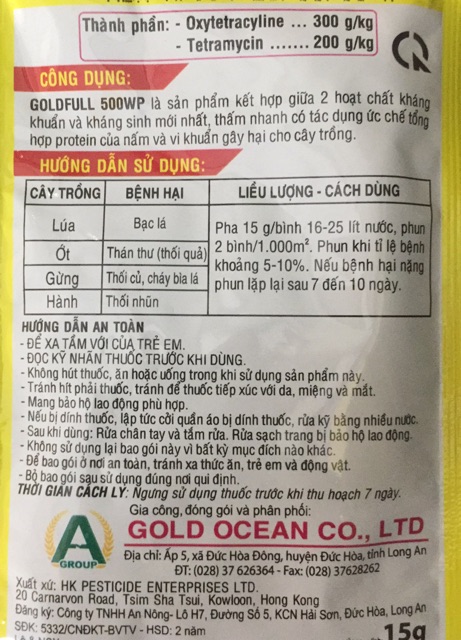 Thành phần: - Oxytetracyline ... 300 g/kg
- Tetramycin ....... 200 g/kg
CÔNG DỤNG:
GOLDFULL 500WP là sản phẩm kết hợp giữa 2 hoạt chất kháng
khuẩn và kháng sinh mới nhất, thấm nhanh có tác dụng ức chế tổng
hợp protein của nấm và vi khuẩn gây hại cho cây trồng.
HƯỚNG DẪN SỬ DỤNG:
CÂY TRỒNG BỆNH HẠI LIỀU LƯỢNG - CÁCH DÙNG
Lúa Bạc lá
Ớt Thán thư (thối quả)
Gừng Thối củ, cháy bìa lá
Hành Thối nhũn
Pha 15 g/bình 16-25 lít nước, phun
2 bình/1.000m². Phun khi tỉ lệ bệnh
khoảng 5-10%. Nếu bệnh hại nặng
phun lặp lại sau 7 đến 10 ngày.
HƯỚNG DẪN AN TOÀN
- ĐỂ XA TẦM VỚI CỦA TRẺ EM.
- ĐỌC KỸ NHÃN THUỐC TRƯỚC KHI DÙNG.
- Không hút thuốc, ăn hoặc uống trong khi sử dụng sản phẩm này.
- Tránh hít phải thuốc, tránh để thuốc tiếp xúc với da, miệng và mắt.
- Mang bảo hộ lao động phù hợp.
- Nếu bị dính thuốc, lập tức cởi quần áo bị dính thuốc, rửa kỹ bằng nhiều nước.
- Sau khi dùng: Rửa chân tay và tắm rửa. Rửa sạch trang bị bảo hộ lao động.
- Không sử dụng lại bao gói này vì bất kỳ mục đích nào khác.
- Để bao gói ở nơi an toàn, tránh xa thức ăn, trẻ em và động vật.
- Bỏ bao gói sau sử dụng đúng nơi qui định.
THỜI GIAN CÁCH LY: Ngưng sử dụng thuốc trước khi thu hoạch 7 ngày.
Gia công, đóng gói và phân phối:
GOLD OCEAN CO., LTD
A
GROUP
Địa chỉ: Ấp 5, xã Đức Hòa Đông, huyện Đức Hòa, tỉnh Long An
ĐT: (028) 37 626364 - Fax: (028) 37628262
Xuất xứ: HK PESTICIDE ENTERPRISES LTD.
20 Carnarvon Road, Tsim Sha Tsui, Kowloon, Hong Kong
Đăng ký: Công ty TNHH An Nông- Lô H7, Đường Số 5, KCN Hải Sơn, Đức Hòa, Long An
SĐK: 5332/CNĐKT-BVTV - HSD: 2 năm
15g